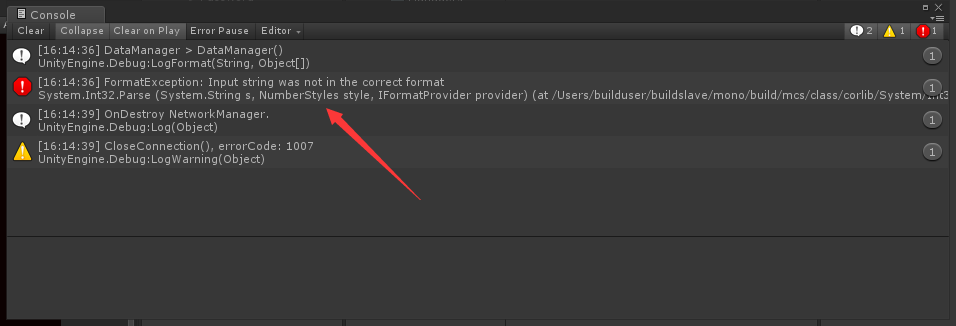 Console
Clear Collapse Clear on Play Error Pause Editor 2 1 1
[16:14:36] DataManager > DataManager()
UnityEngine.Debug:LogFormat(String, Object[])
1
[16:14:36] FormatException: Input string was not in the correct format
System.Int32.Parse (System.String s, NumberStyles style, IFormatProvider provider) (at /Users/builduser/buildslave/mono/build/mcs/class/corlib/System/Int3
1
[16:14:39] OnDestroy NetworkManager.
UnityEngine.Debug:Log(Object)
1
[16:14:39] CloseConnection(), errorCode: 1007
UnityEngine.Debug:LogWarning(Object)
1